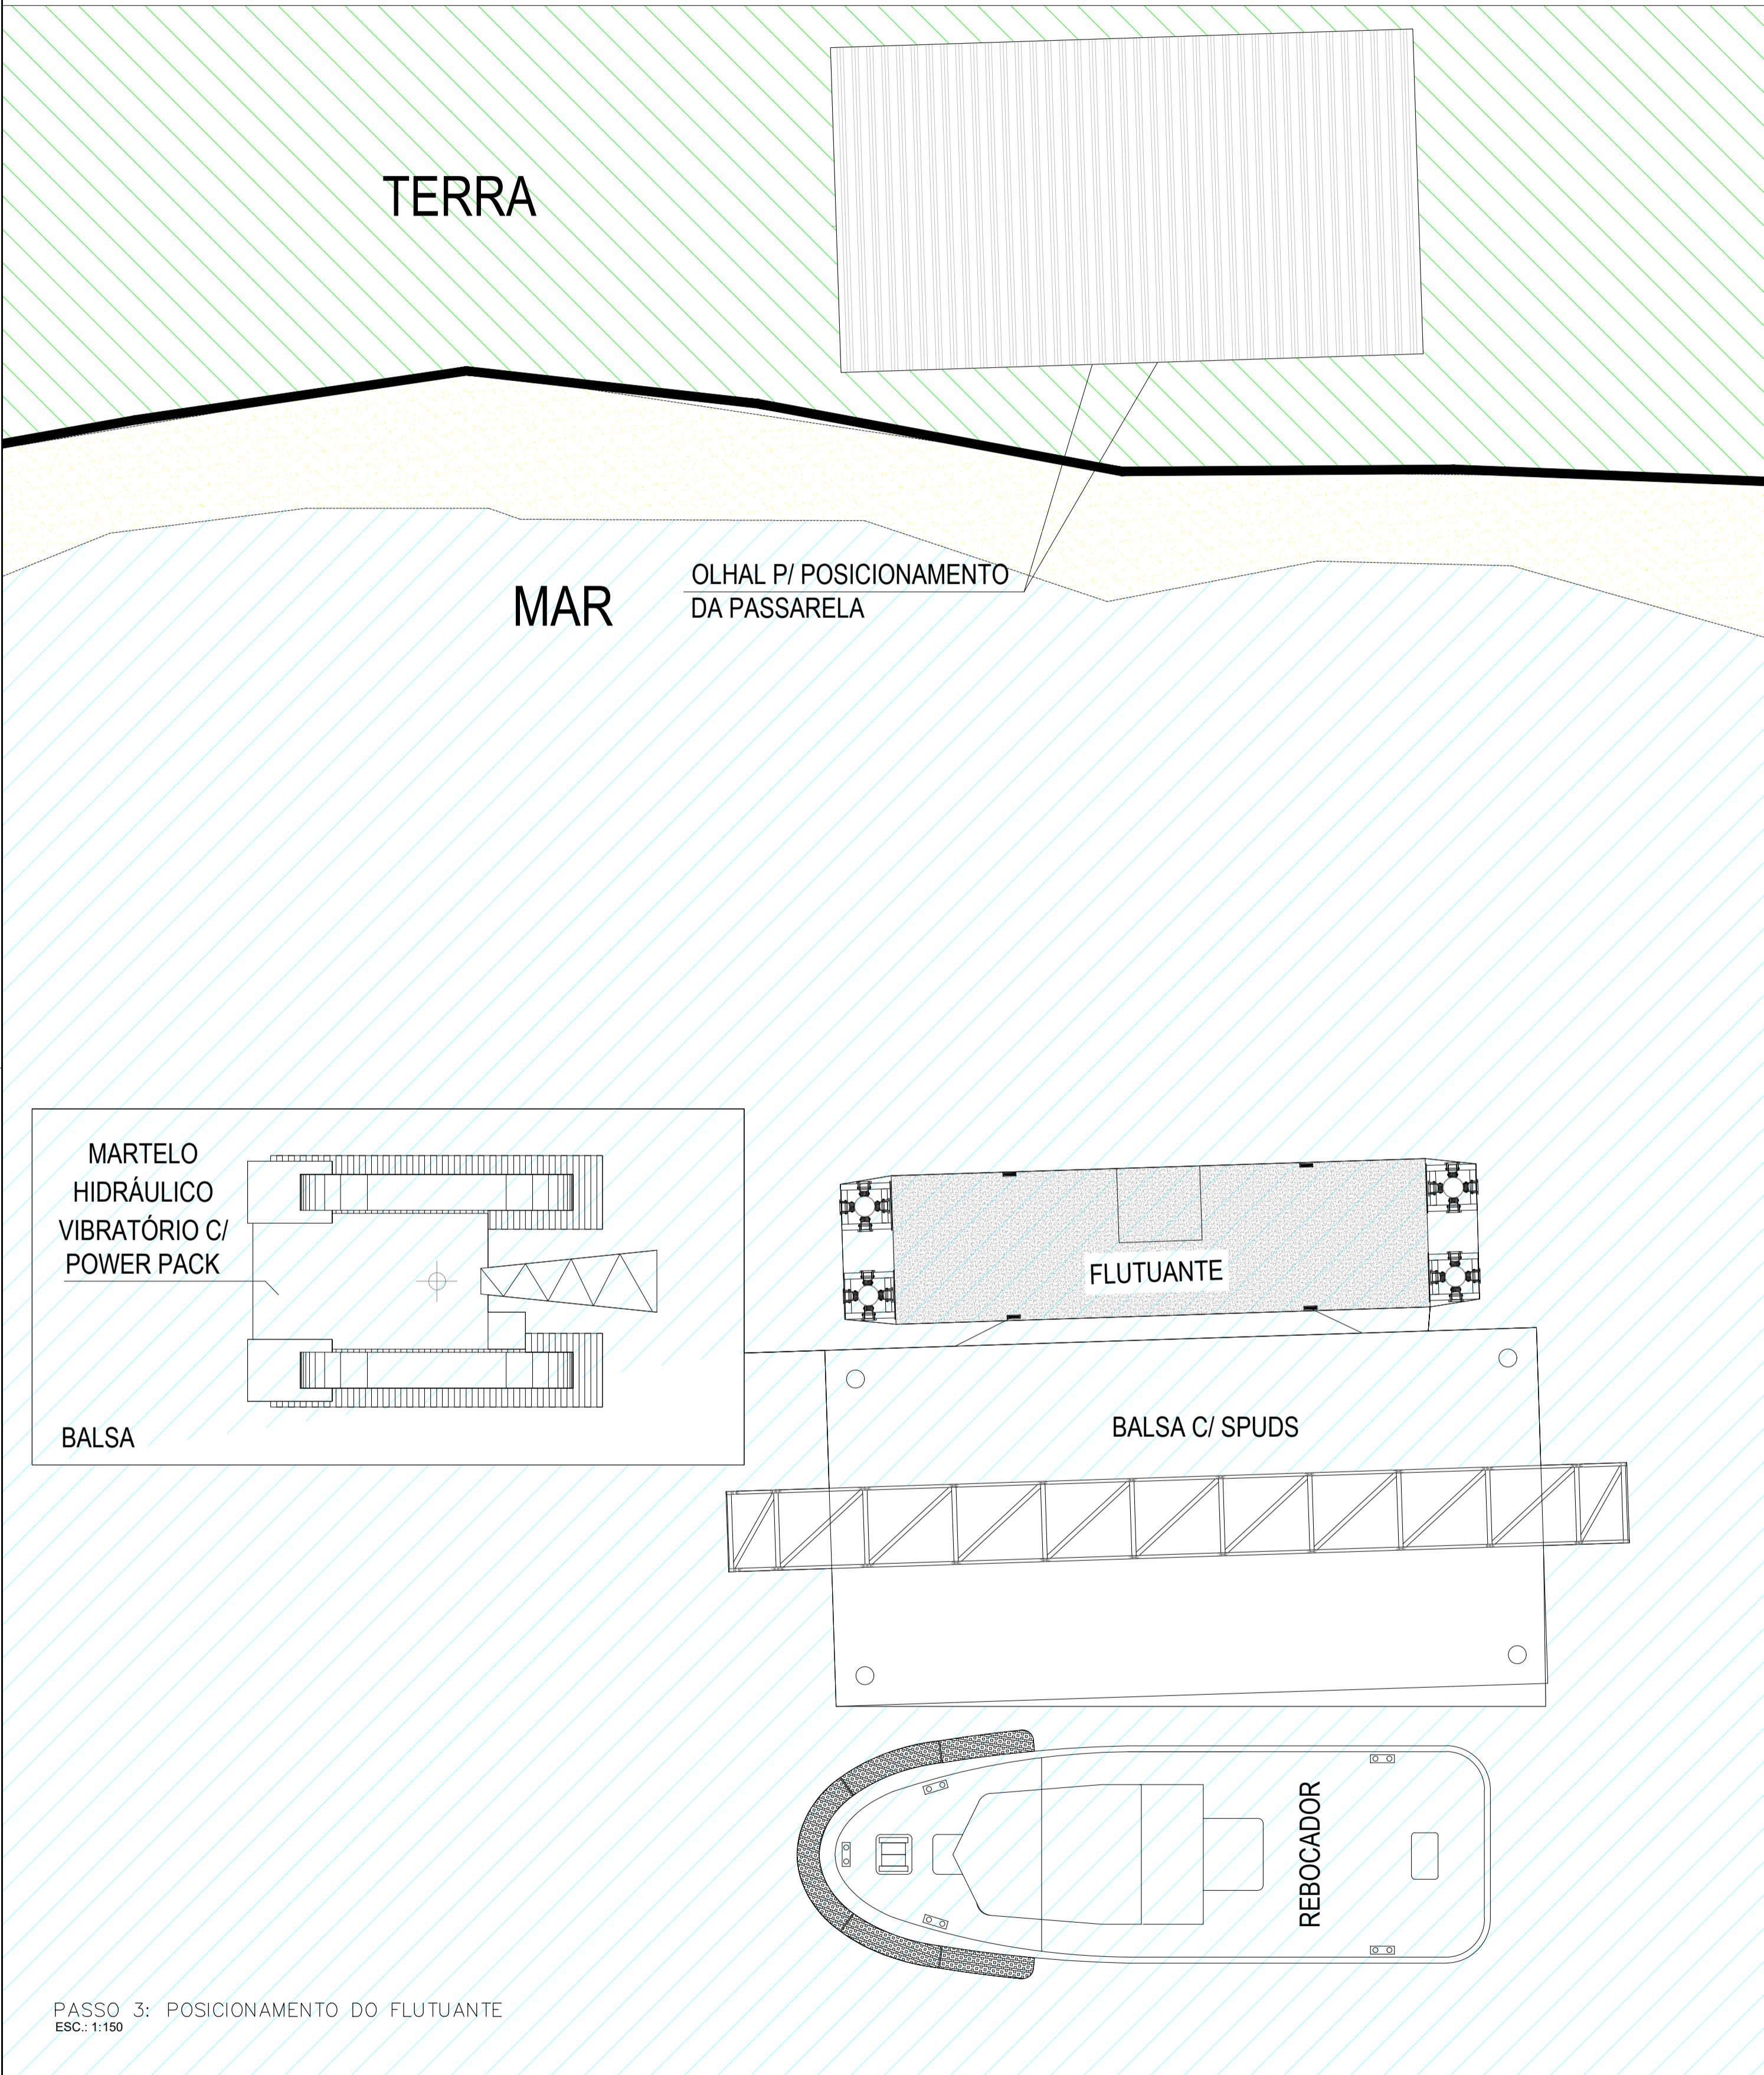 TERRA
MAR
OLHAL P/ POSICIONAMENTO
DA PASSARELA
MARTELO
HIDRÁULICO
VIBRATÓRIO C/
POWER PACK
BALSA
FLUTUANTE
BALSA C/ SPUDS
REBOCADOR
PASSO 3: POSICIONAMENTO DO FLUTUANTE
ESC.: 1:150